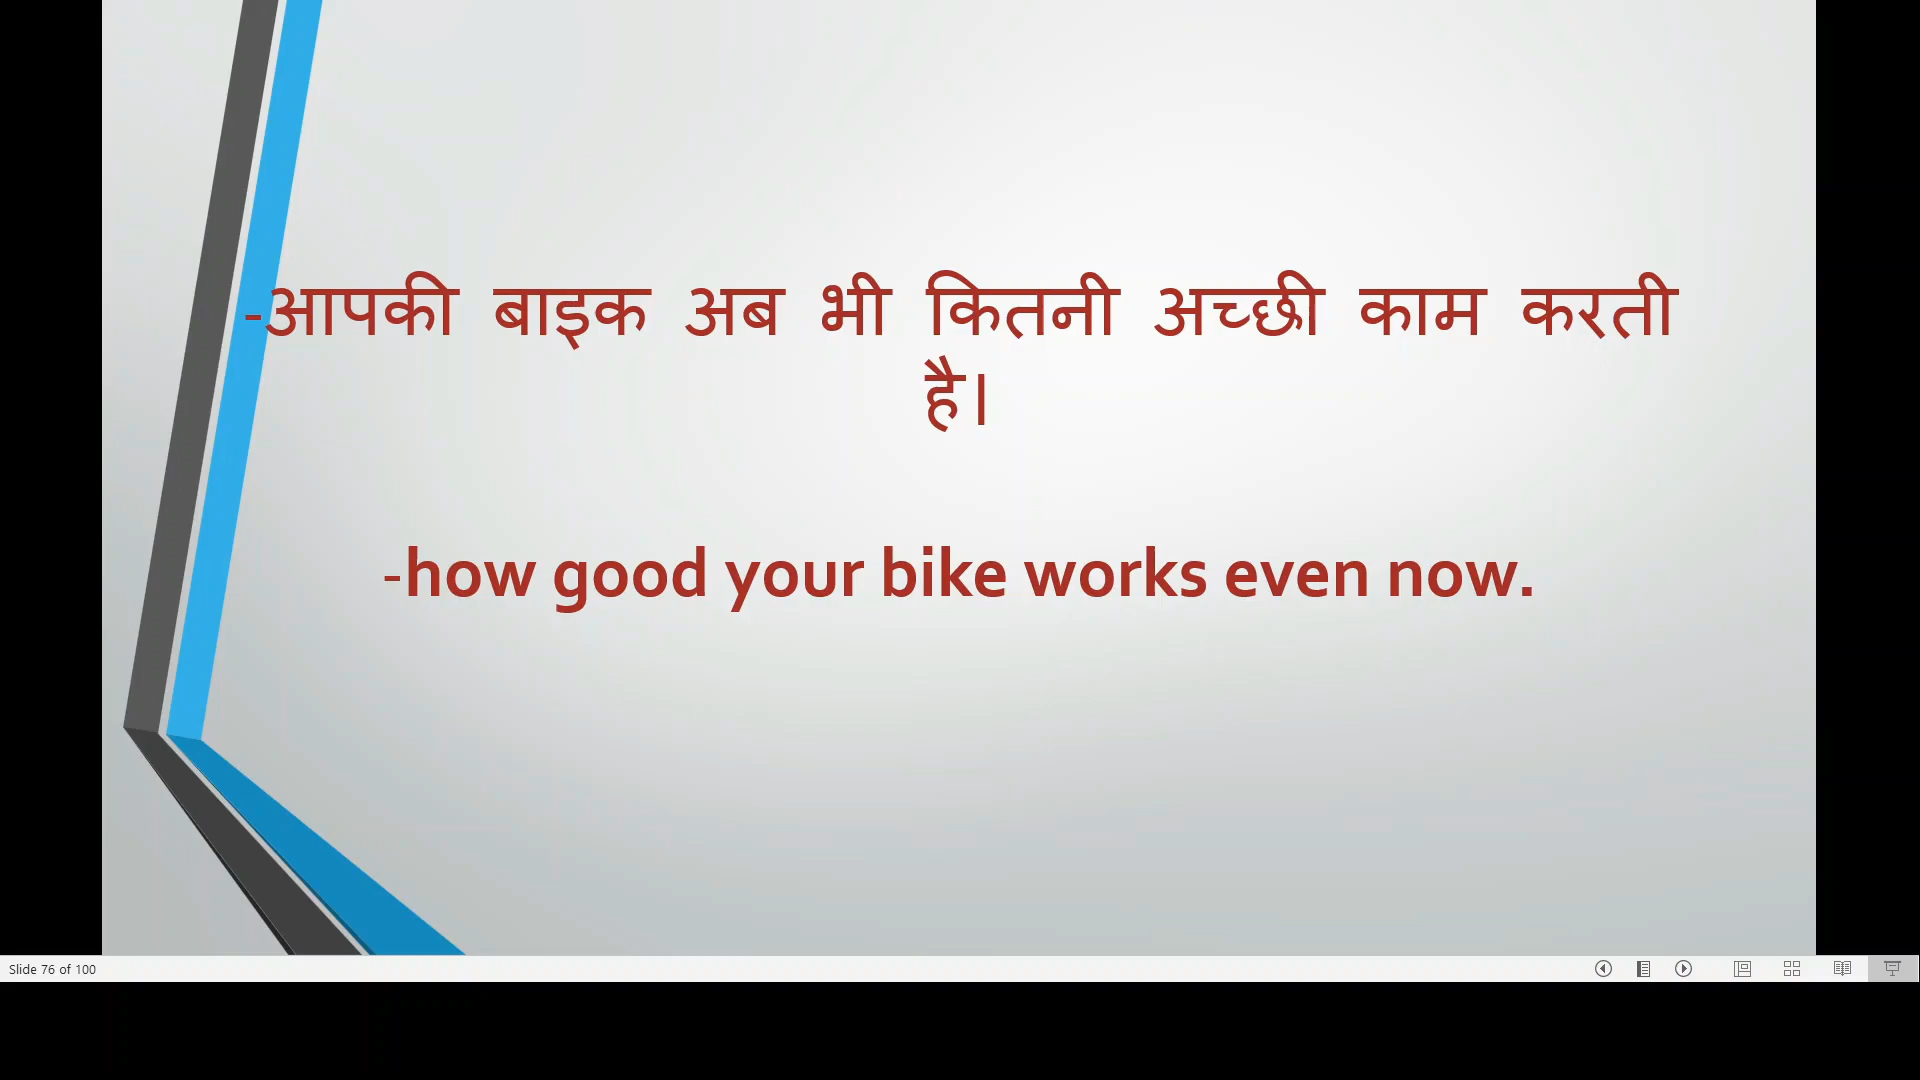 -आपकी बाइक अब भी कितनी अच्छी काम करती
है।
-how good your bike works even now.
Slide 76 of 100